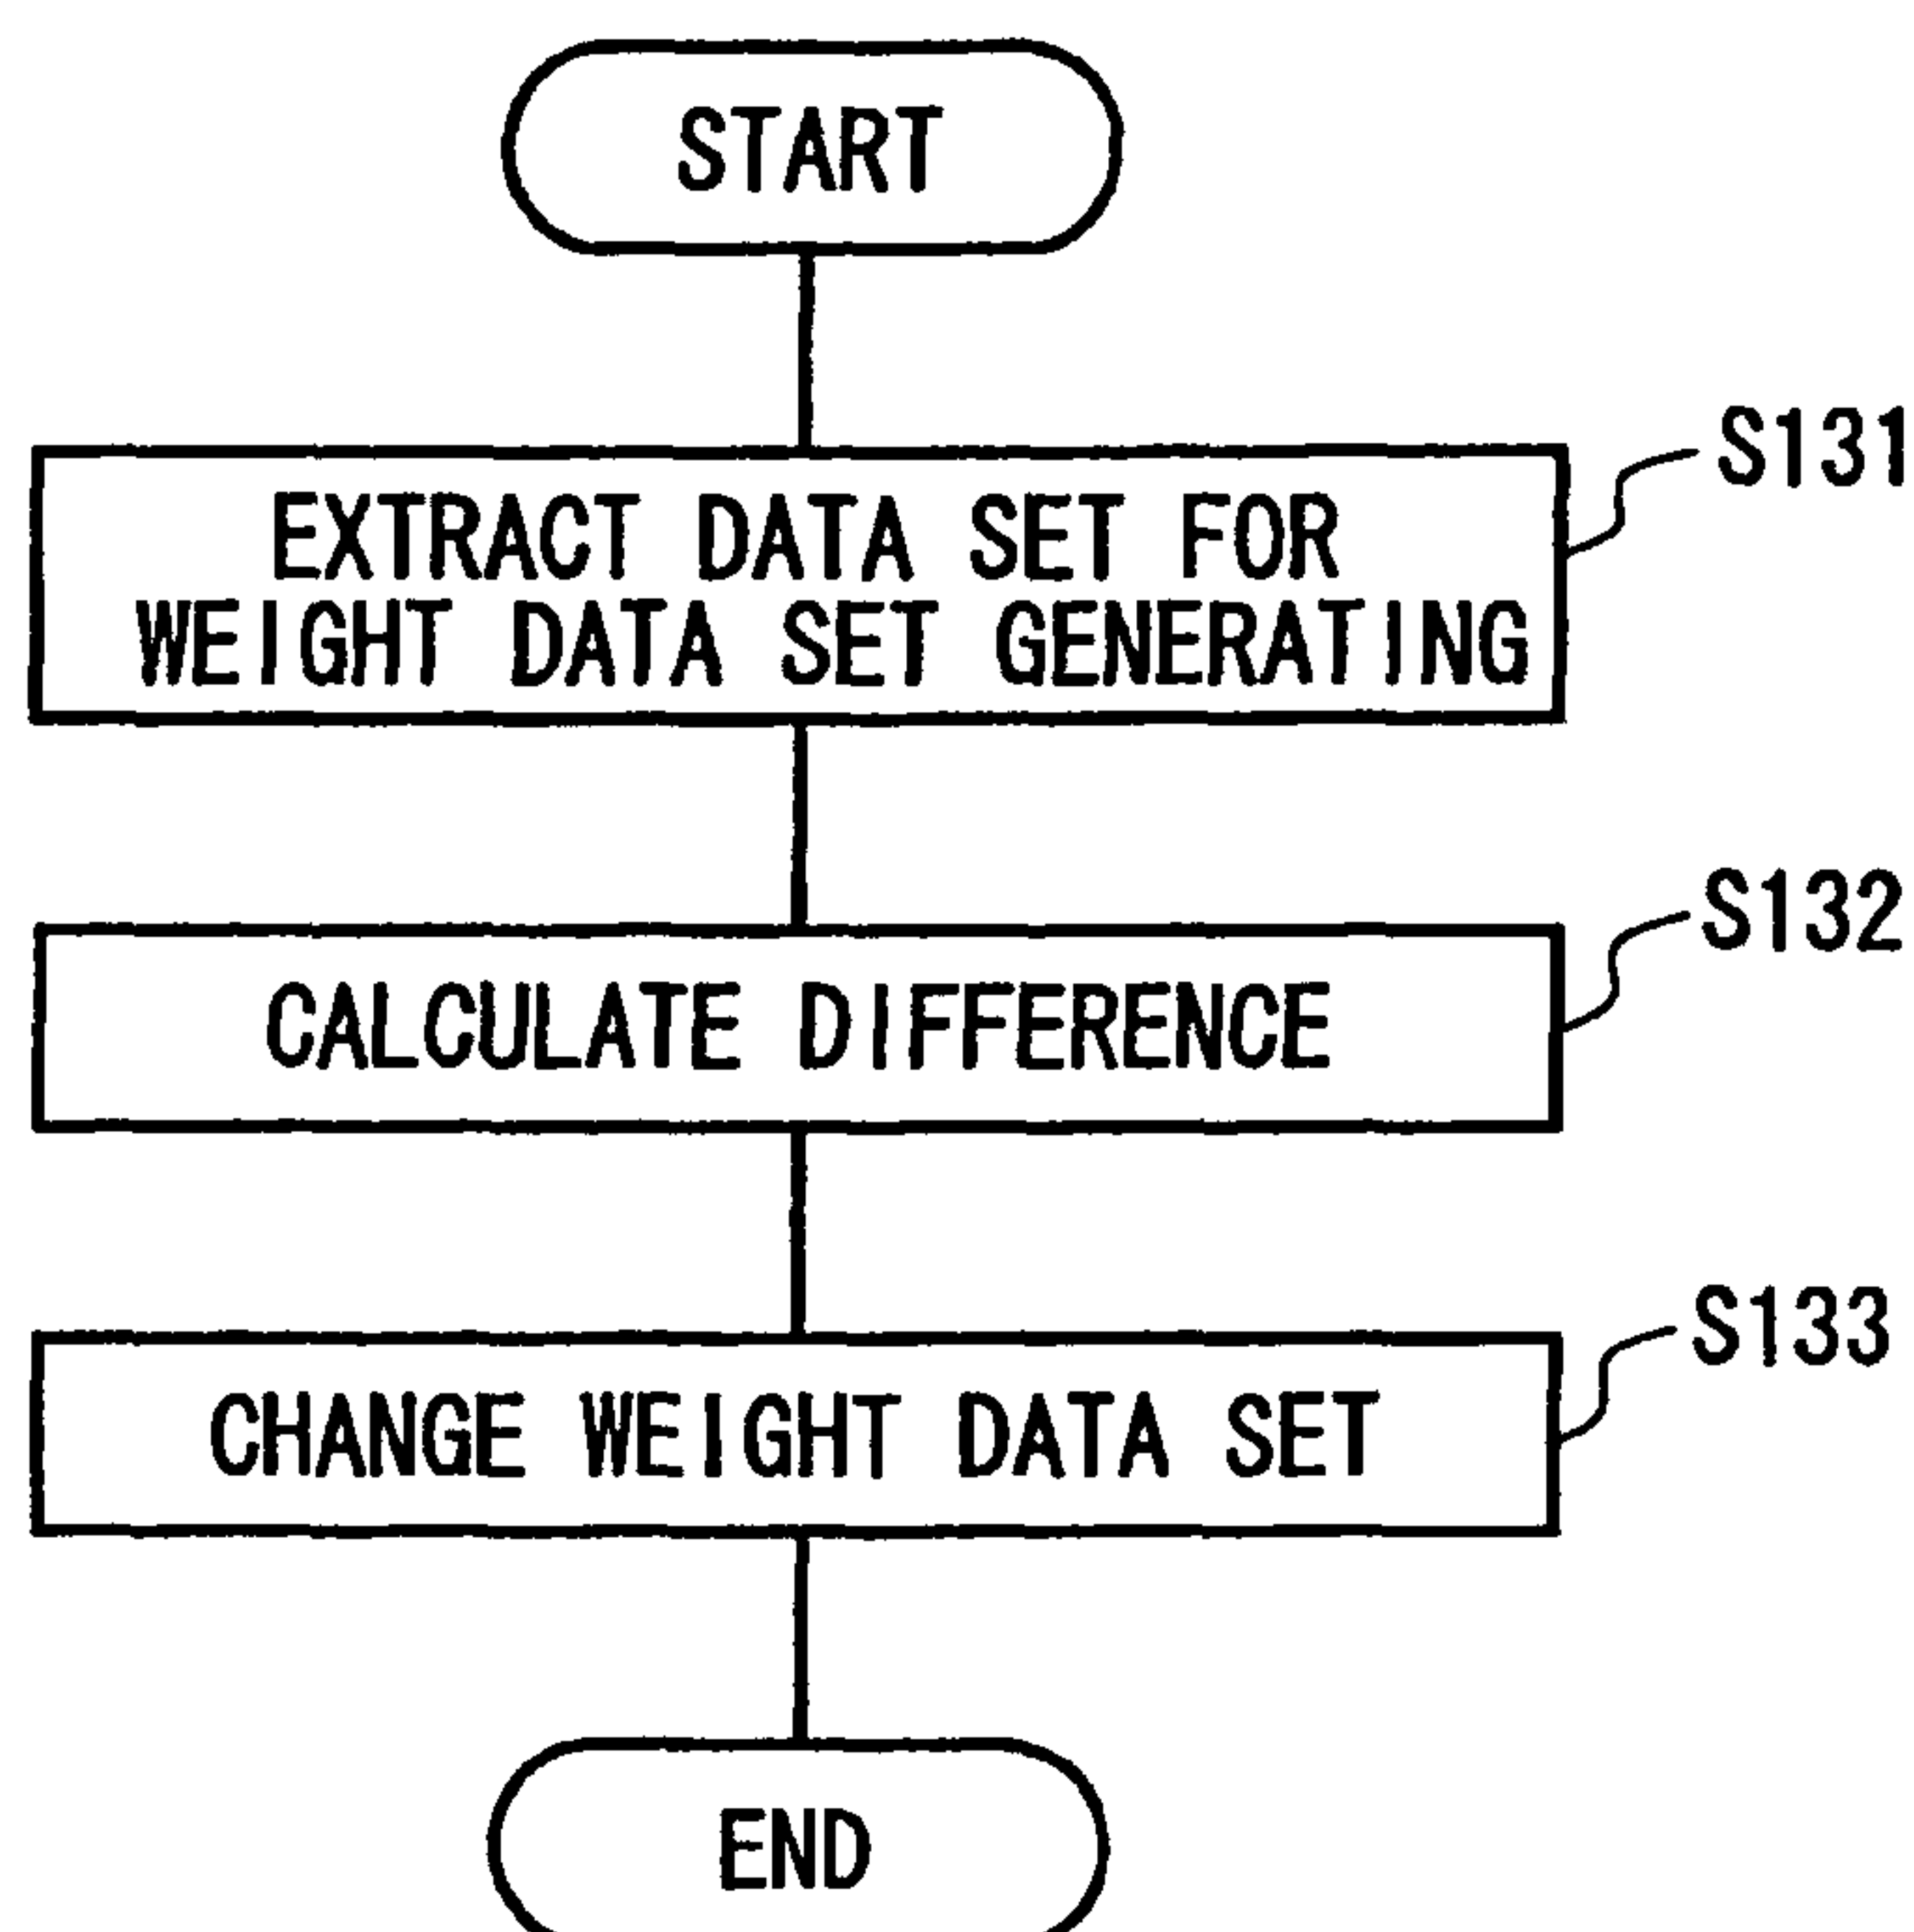 START
S131
EXTRACT DATA SET FOR
WEIGHT DATA SET GENERATING
S132
CALCULATE DIFFERENCE
S133
CHANGE WEIGHT DATA SET
END